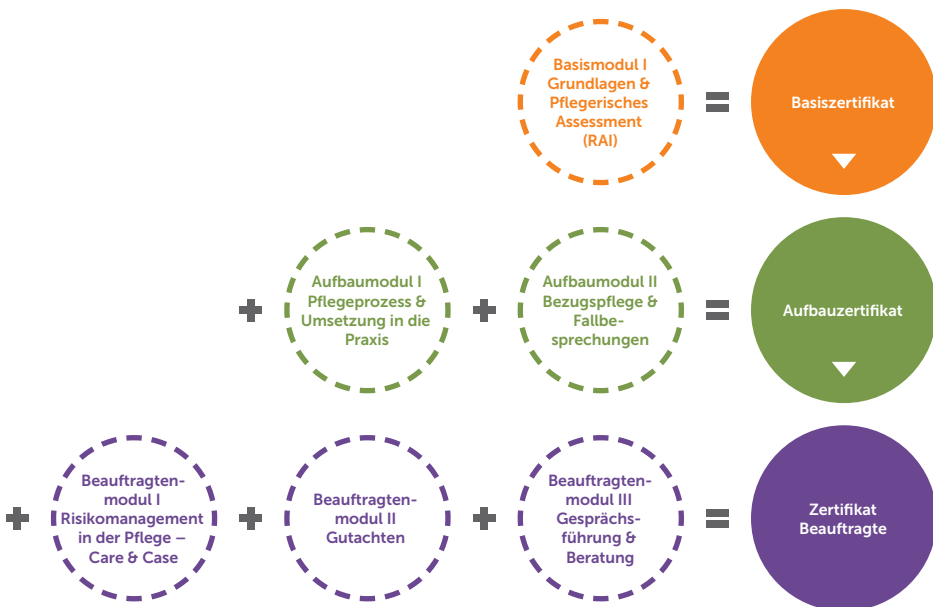 Basismodul I
Grundlagen &
Pflegerisches
Assessment
(RAI)
=
Basiszertifikat
+
Aufbaumodul I
Pflegeprozess &
Umsetzung in die
Praxis
+
Aufbaumodul II
Bezugspflege &
Fallbe-
sprechungen
=
Aufbauzertifikat
+
Beauftragten-
modul I
Risikomanagement
in der Pflege –
Care & Case
+
Beauftragten-
modul II
Gutachten
+
Beauftragten-
modul III
Gesprächs-
führung &
Beratung
=
Zertifikat
Beauftragte